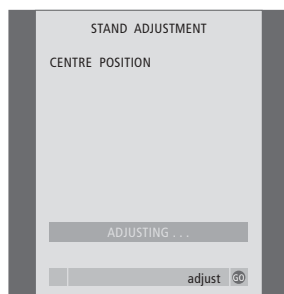 STAND ADJUSTMENT
CENTRE POSITION
ADJUSTING . . .
adjust GO